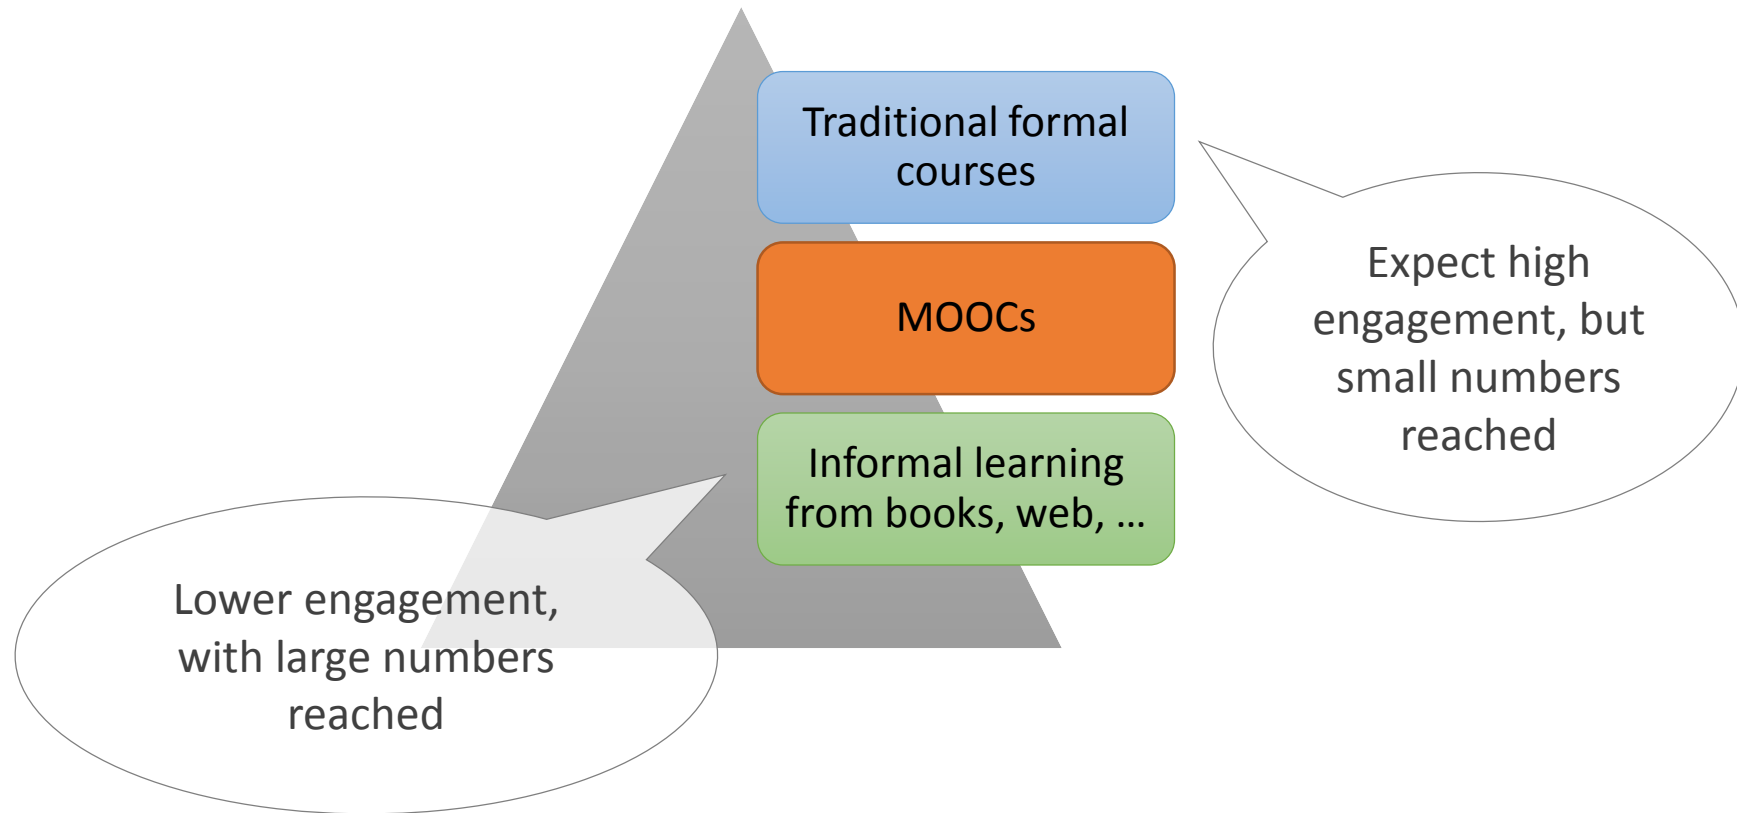 Traditional formal
courses
MOOCs
Informal learning
from books, web, …
Expect high
engagement, but
small numbers
reached
Lower engagement,
with large numbers
reached